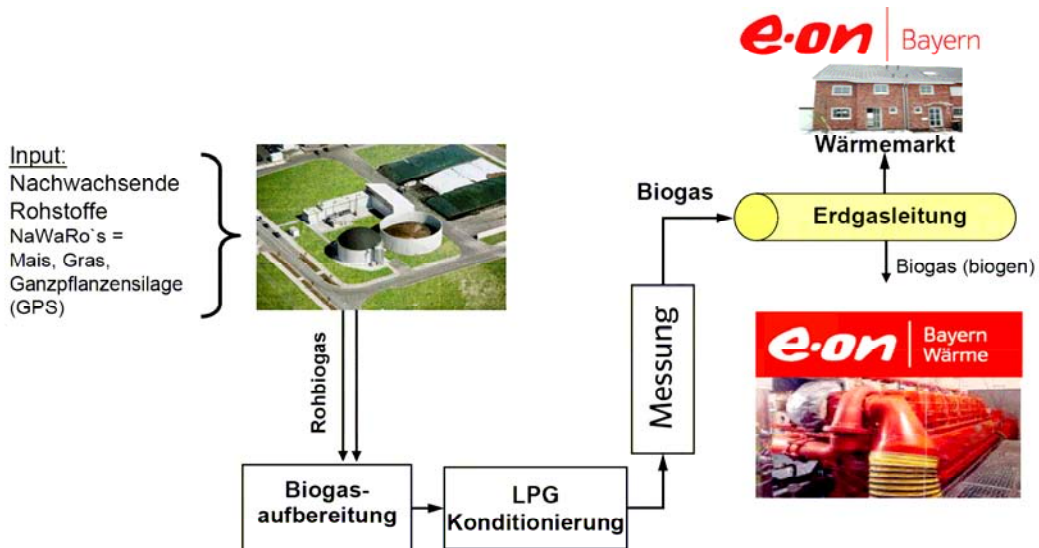 Input:
Nachwachsende
Rohstoffe
NaWaRo`s =
Mais, Gras,
Ganzpflanzensilage
(GPS)
Rohbiogas
Biogas-
aufbereitung
LPG
Konditionierung
Messung
Biogas
e·on | Bayern
Wärmemarkt
Erdgasleitung
Biogas (biogen)
e·on | Bayern
Wärme